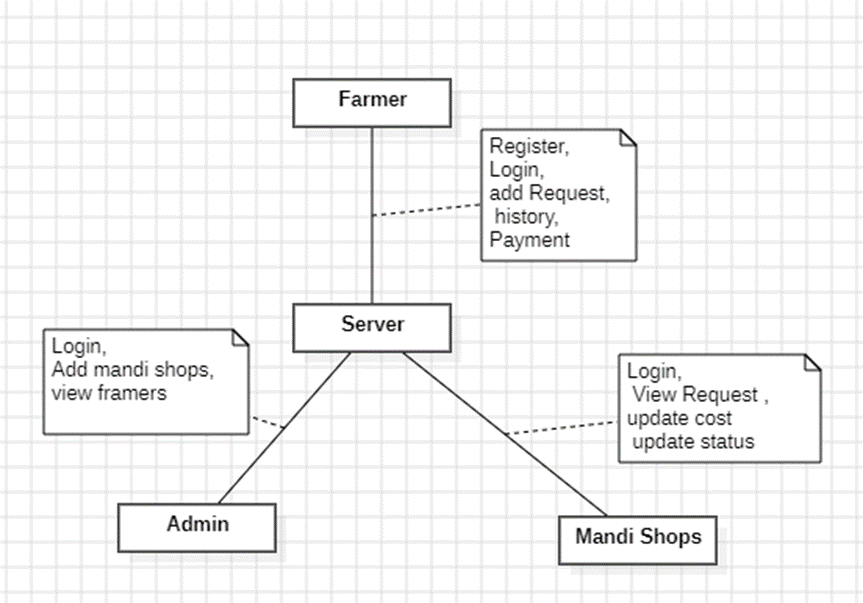 Farmer
Register,
Login,
add Request,
history,
Payment
Server
Login,
Add mandi shops,
view framers
Login,
View Request ,
update cost
update status
Admin
Mandi Shops